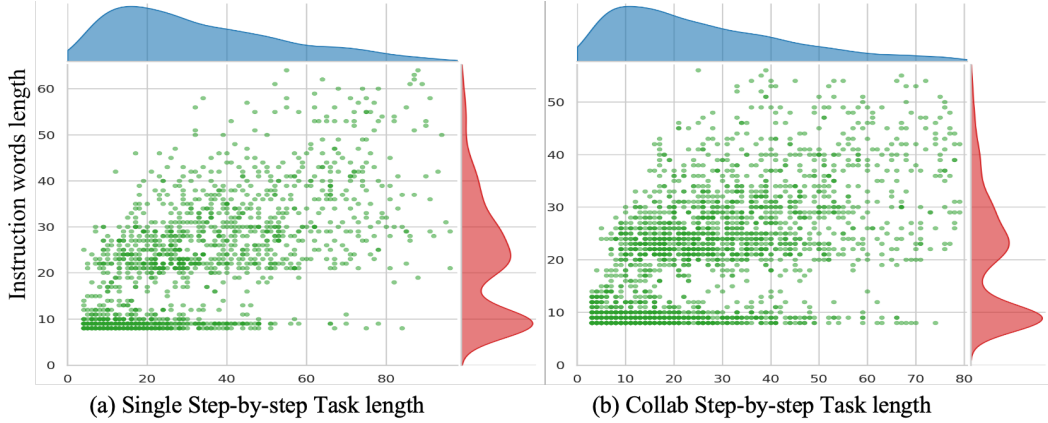 Instruction words length
60
50
40
30
20
10
0
0 20 40 60 80
(a) Single Step-by-step Task length
50
40
30
20
10
0
0 10 20 30 40 50 60 70 80
(b) Collab Step-by-step Task length